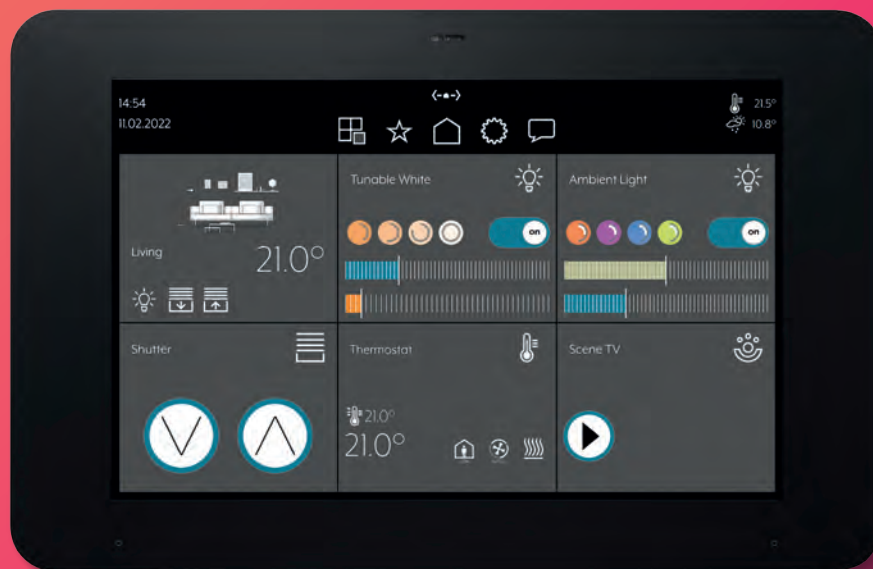 14:54
11.02.2022
21.5°
10.8°
Living
21.0°
Tunable White
on
Ambient Light
on
Shutter
Thermostat
21.0°
21.0°
Scene TV